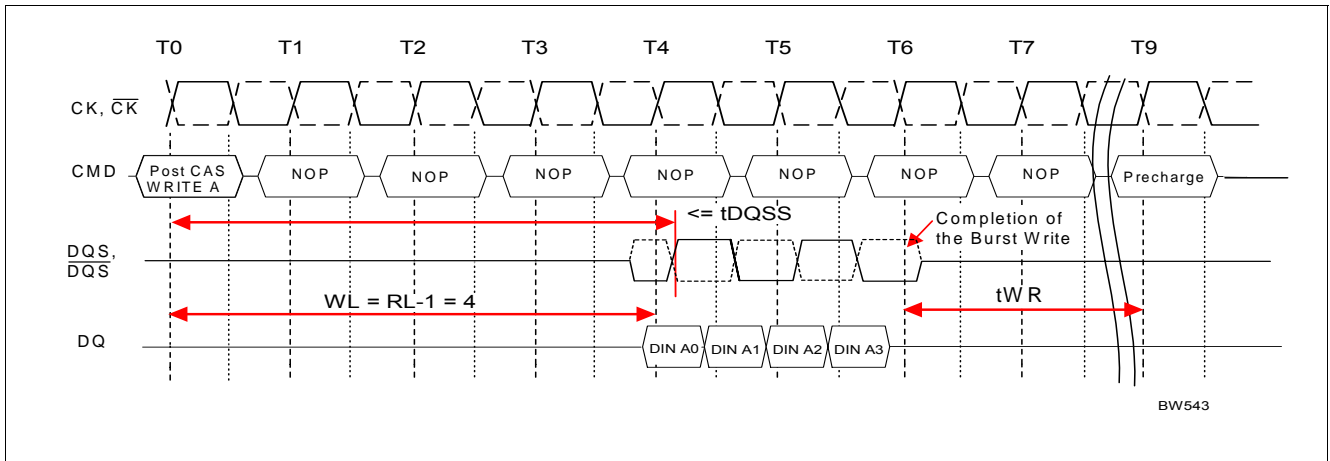 T0 T1 T2 T3 T4 T5 T6 T7 T9
CK, CK
CMD
Post CAS
WRITE A
NOP NOP NOP NOP NOP NOP NOP Precharge
<= tDQSS
Completion of
the Burst Write
DQS,
DQS
WL = RL-1 = 4
tWR
DQ
DIN A0 DIN A1 DIN A2 DIN A3
BW543